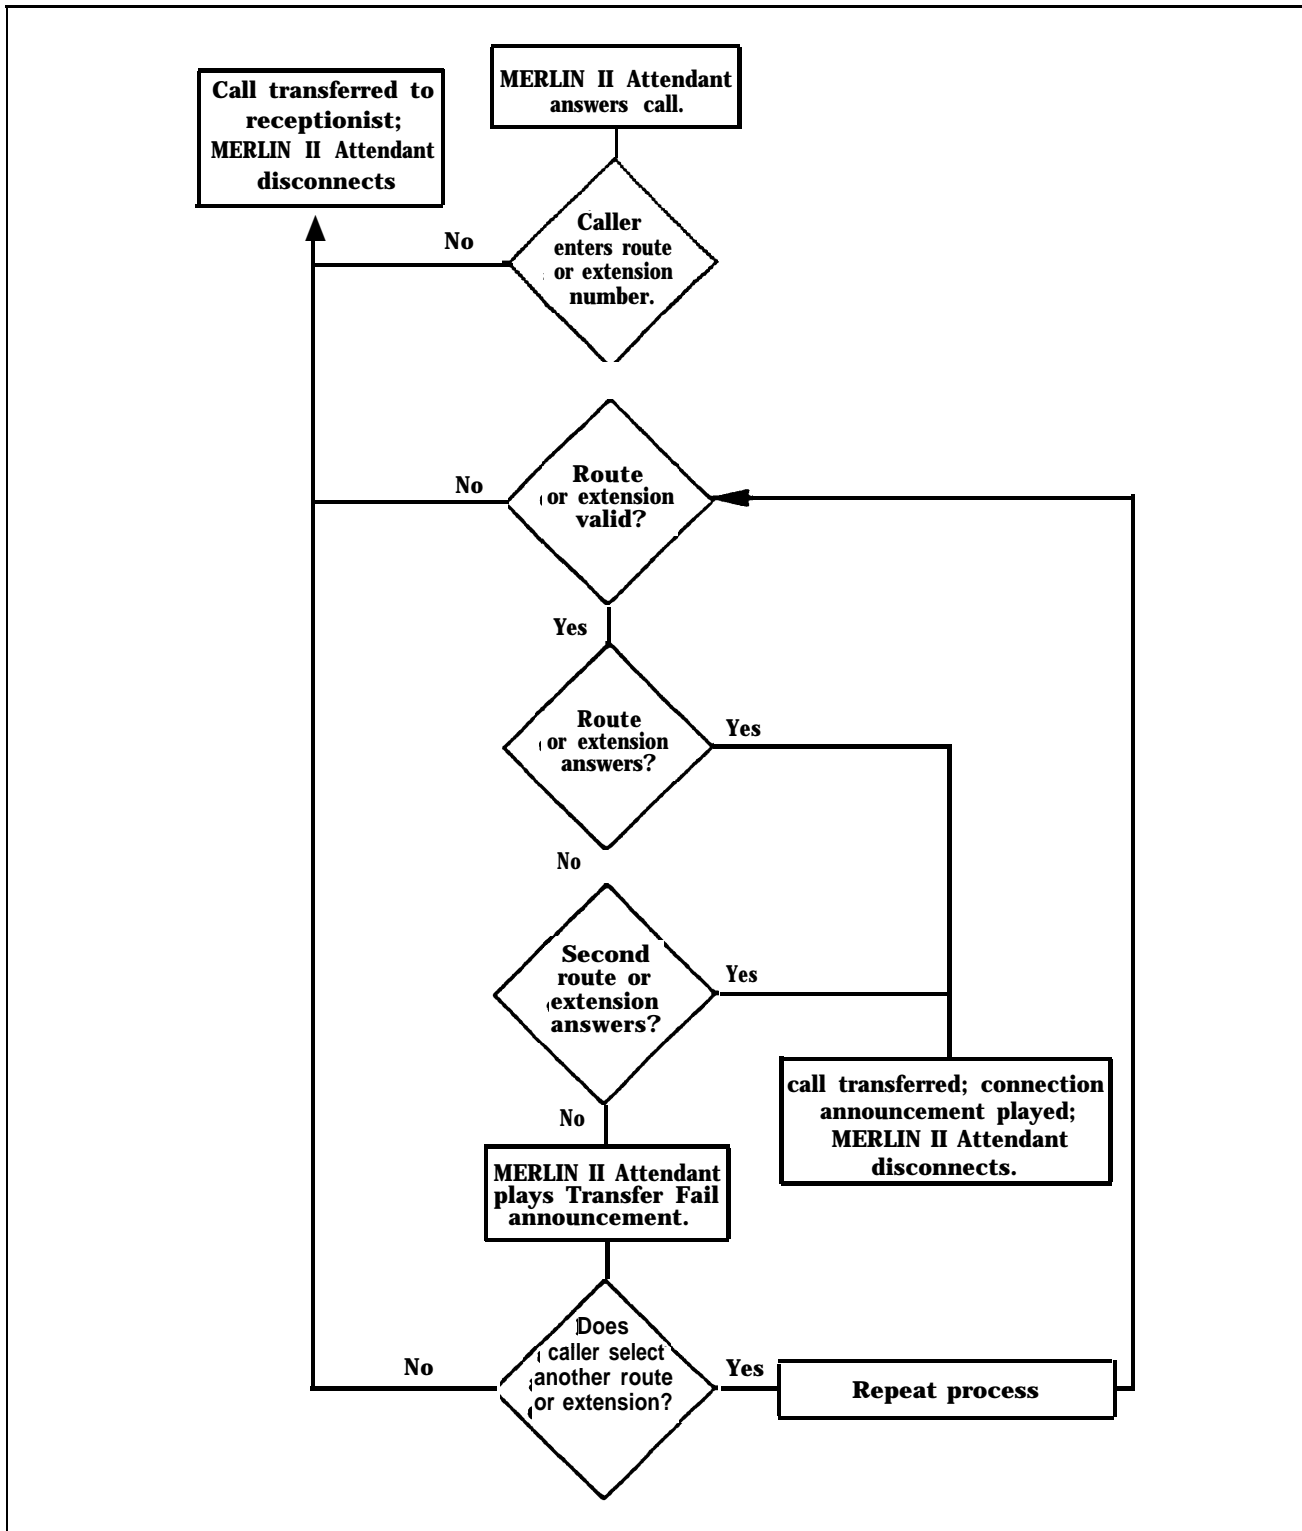 MERLIN II Attendant
answers call.
Call transferred to
receptionist;
MERLIN II Attendant
disconnects
Caller
enters route
or extension
number.
No
Route
or extension
valid?
No
Yes
Route
or extension
answers?
Yes
No
Second
route or
extension
answers?
Yes
No
call transferred; connection
announcement played;
MERLIN II Attendant
disconnects.
MERLIN II Attendant
plays Transfer Fail
announcement.
Does
caller select
another route
or extension?
No
Yes
Repeat process